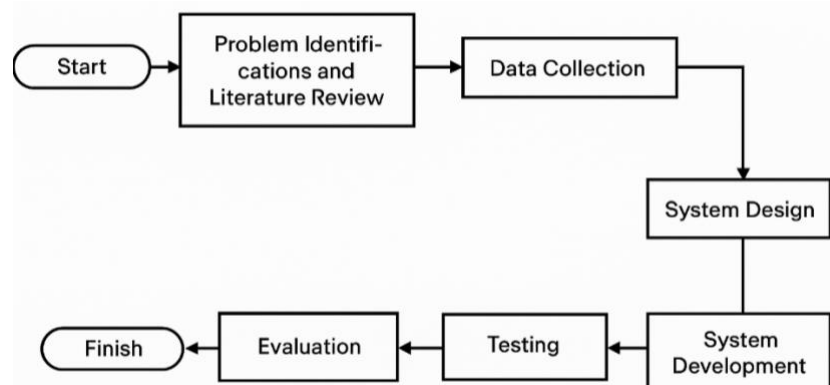 Start
Problem Identifi-
cations and
Literature Review
Data Collection
System Design
System
Development
Testing
Evaluation
Finish